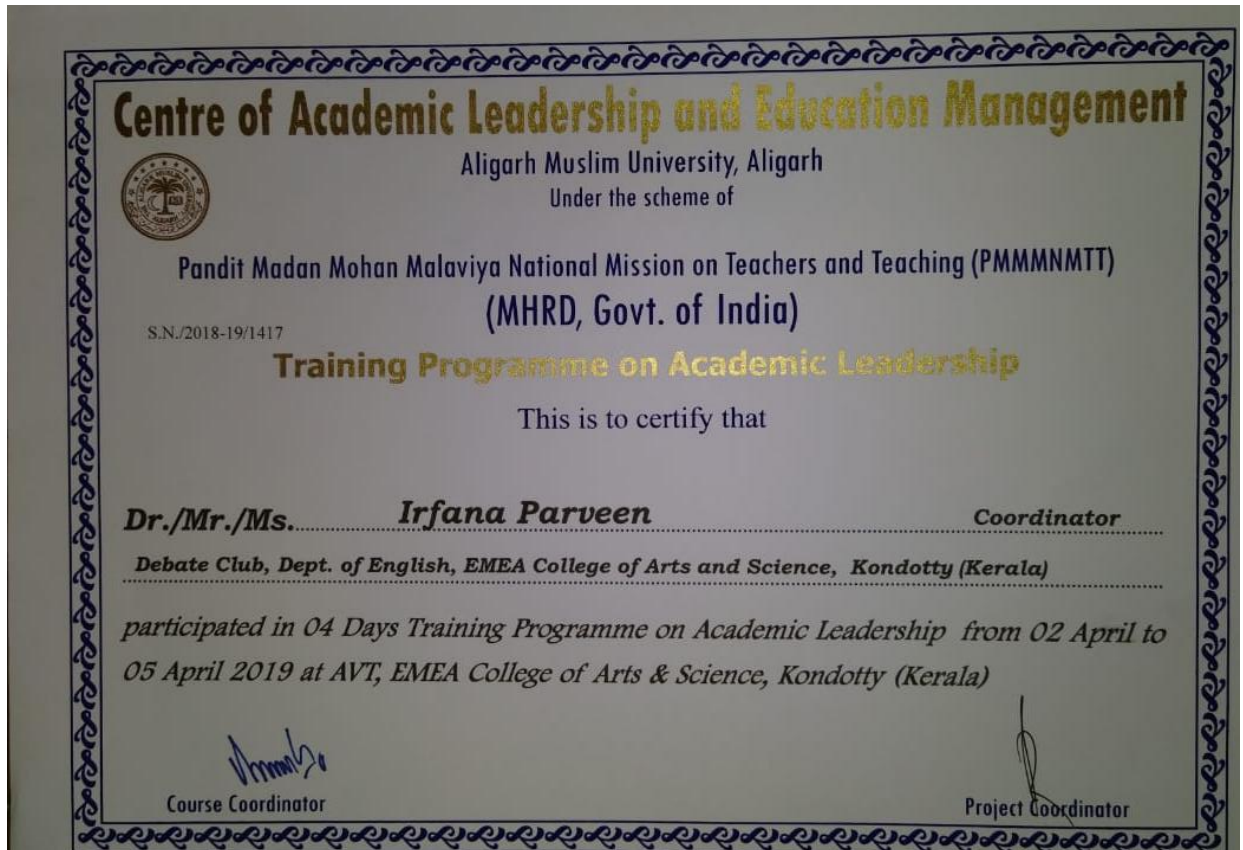 Centre of Academic Leadership and Education Management
Aligarh Muslim University, Aligarh
Under the scheme of
Pandit Madan Mohan Malaviya National Mission on Teachers and Teaching (PMMMNMTT)
(MHRD, Govt. of India)
S.N./2018-19/1417
Training Programme on Academic Leadership
This is to certify that
Dr./Mr./Ms. Irfana Parveen Coordinator
Debate Club, Dept. of English, EMEA College of Arts and Science, Kondotty (Kerala)
participated in 04 Days Training Programme on Academic Leadership from 02 April to
05 April 2019 at AVT, EMEA College of Arts & Science, Kondotty (Kerala)
Course Coordinator
Project Coordinator